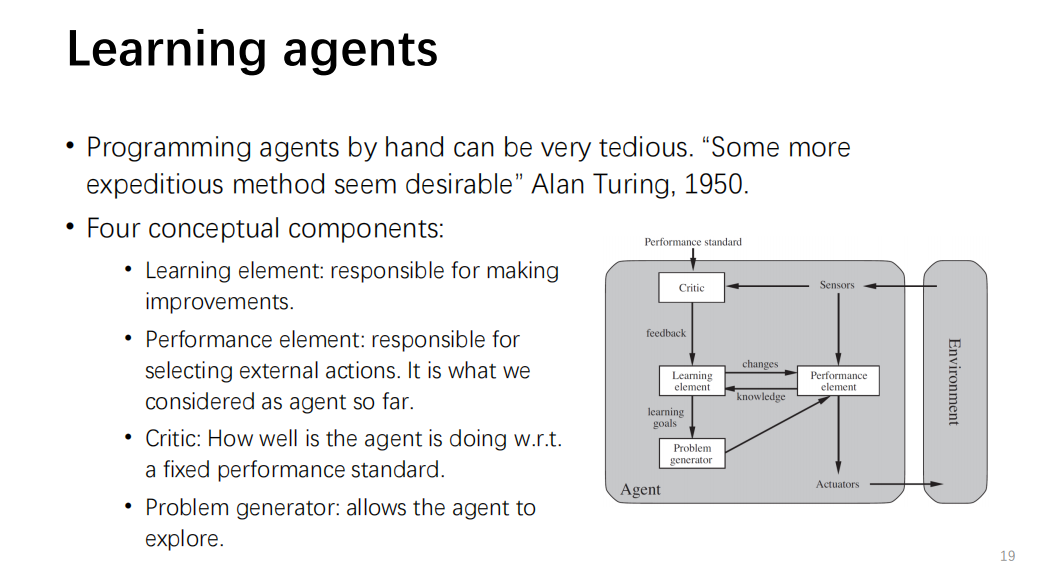 Learning agents
• Programming agents by hand can be very tedious. “Some more
expeditious method seem desirable” Alan Turing, 1950.
• Four conceptual components:
• Learning element: responsible for making
improvements.
• Performance element: responsible for
selecting external actions. It is what we
considered as agent so far.
• Critic: How well is the agent is doing w.r.t.
a fixed performance standard.
• Problem generator: allows the agent to
explore.
Performance standard
Critic
Sensors
feedback
Learning
element
changes
knowledge
Performance
element
learning
goals
Problem
generator
Agent
Actuators
Environment
19